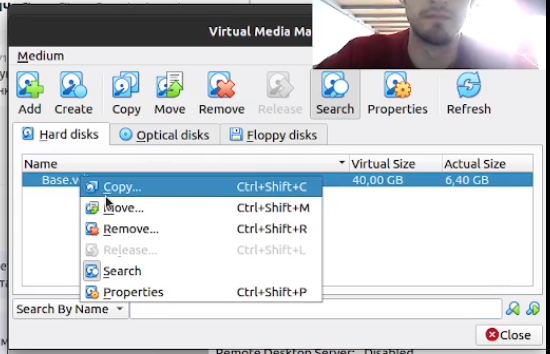 Virtual Media Ma
Medium
Add Create Copy Move Remove Release Search Properties Refresh
Hard disks Optical disks Floppy disks
Name Virtual Size Actual Size
Base.v 40,00 GB 6,40 GB
Copy... Ctrl+Shift+C
Move... Ctrl+Shift+M
Remove... Ctrl+Shift+R
Release... Ctrl+Shift+L
Search
Properties Ctrl+Shift+P
Search By Name
Close
Remote Desktop Server: Disabled